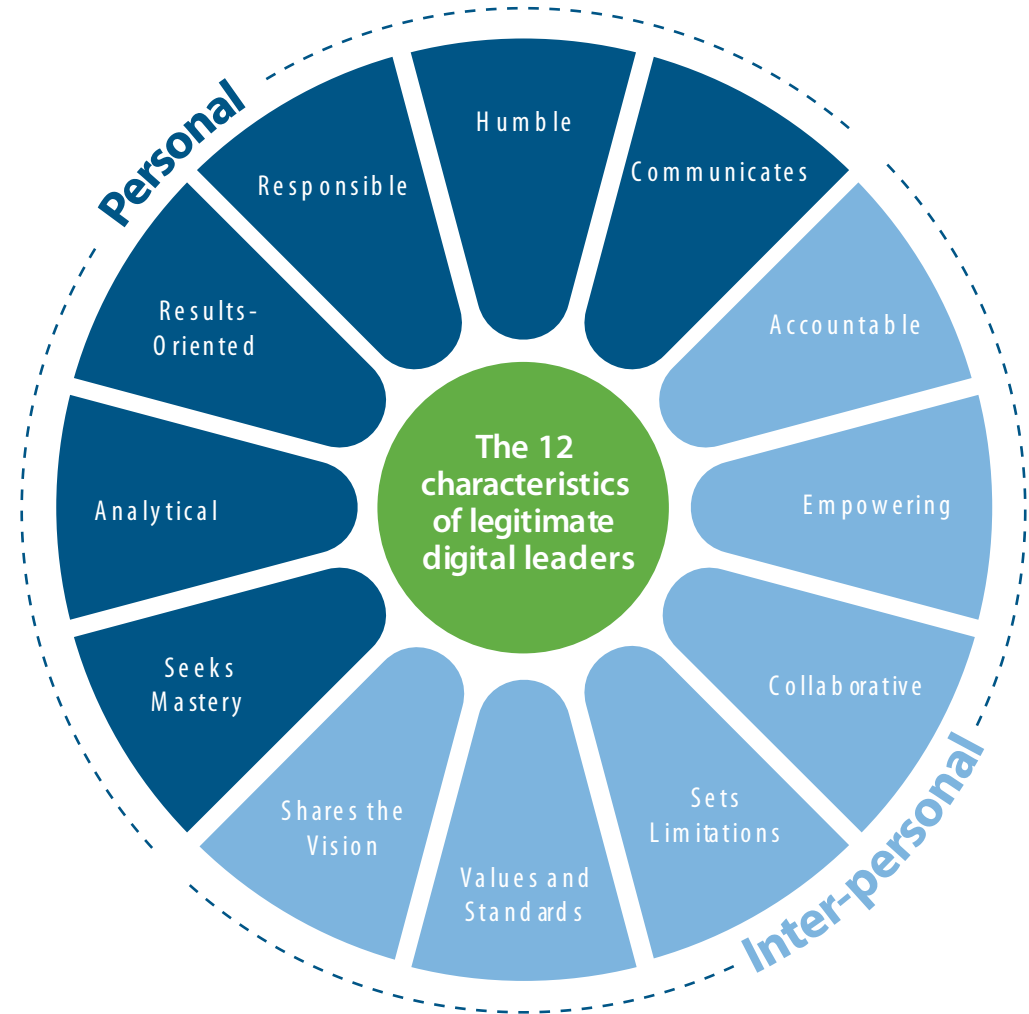 Personal
Humble
Communicates
Responsible
Results-
Oriented
Accountable
Analytical
Empowering
The 12
characteristics
of legitimate
digital leaders
Seeks
Mastery
Collaborative
Shares the
Vision
Values and
Standards
Sets
Limitations
Inter-personal